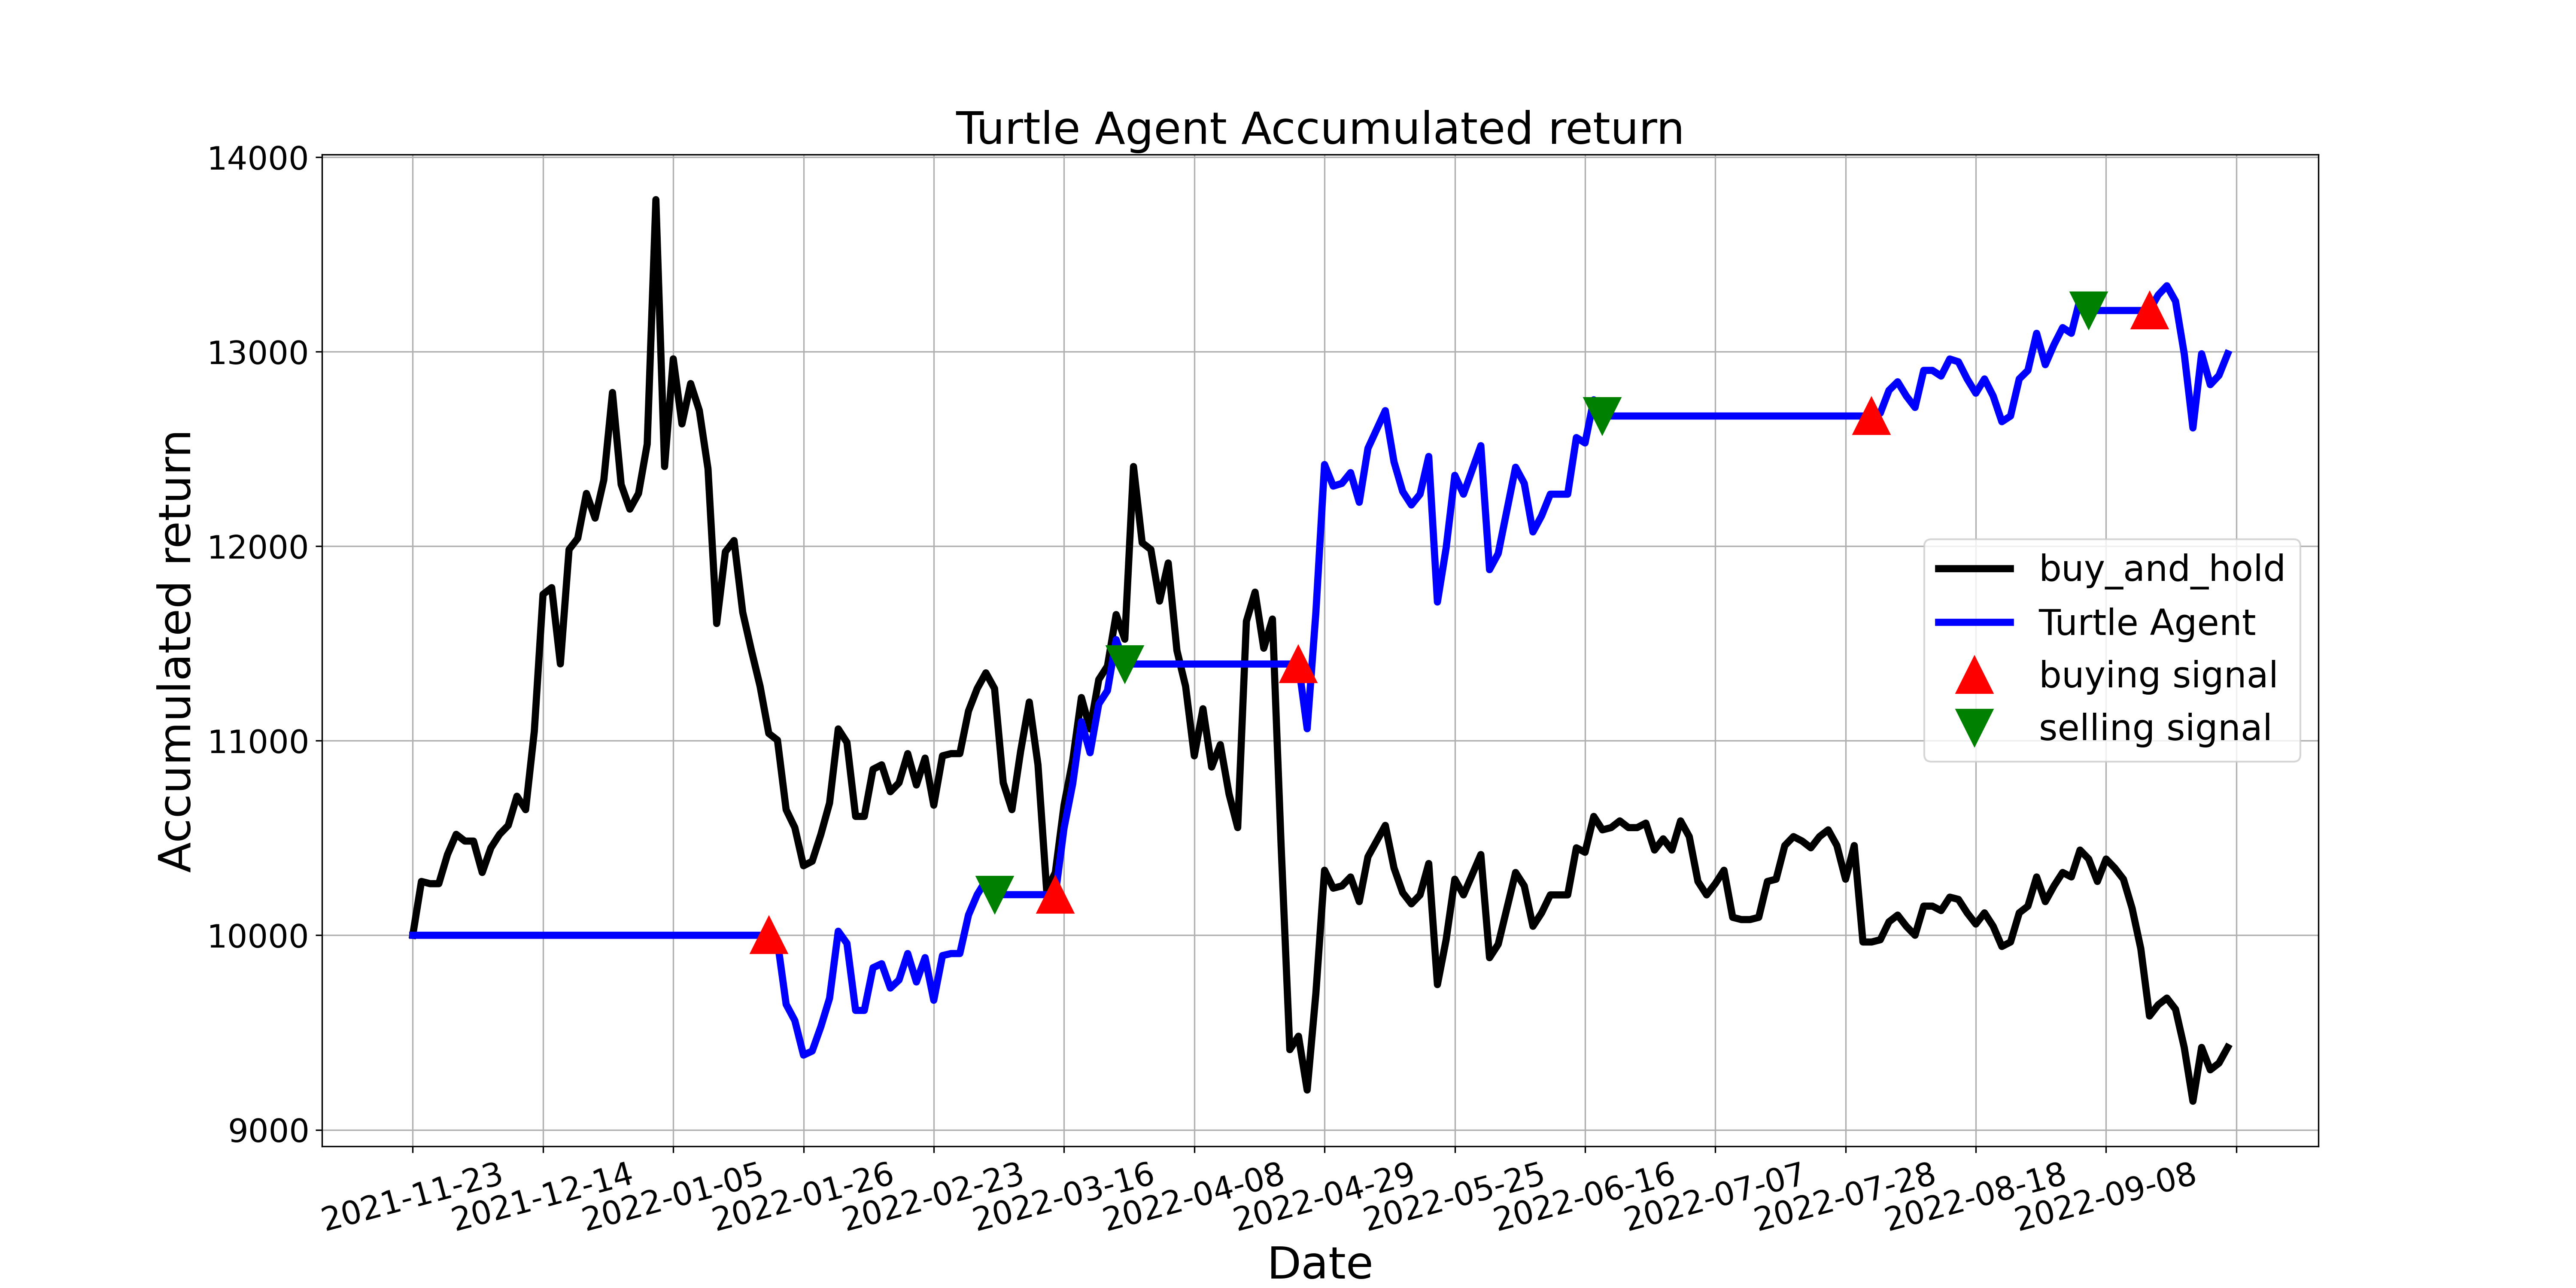 Turtle Agent Accumulated return
Accumulated return
14000
13000
12000
11000
10000
9000
buy_and_hold
Turtle Agent
buying signal
selling signal
2021-11-23
2021-12-14
2022-01-05
2022-01-26
2022-02-23
2022-03-16
2022-04-08
2022-04-29
2022-05-25
2022-06-16
2022-07-07
2022-07-28
2022-08-18
2022-09-08
Date